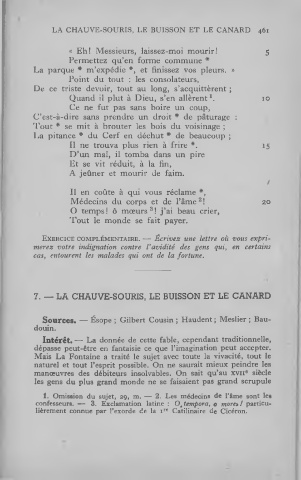 LA CHAUVE-SOURIS, LE BUISSON ET LE CANARD 461
« Eh! Messieurs, laissez-moi mourir! 5
Permettez qu'en forme commune *
La parque * m'expédie *, et finissez vos pleurs. »
Point du tout : les consolateurs,
De ce triste devoir, tout au long, s'acquittèrent ;
Quand il plut à Dieu, s'en allèrent ¹. 10
Ce ne fut pas sans boire un coup,
C'est-à-dire sans prendre un droit * de pâturage :
Tout * se mit à brouter les bois du voisinage ;
La pitance * du Cerf en déchut * de beaucoup ;
Il ne trouva plus rien à frire *. 15
D'un mal, il tomba dans un pire
Et se vit réduit, à la fin,
A jeûner et mourir de faim.
Il en coûte à qui vous réclame *,
Médecins du corps et de l'âme ²! 20
O temps! ô mœurs ³! j'ai beau crier,
Tout le monde se fait payer.
EXERCICE COMPLÉMENTAIRE. — Écrivez une lettre où vous expri-
merez votre indignation contre l'avidité des gens qui, en certains
cas, entourent les malades qui ont de la fortune.
7. — LA CHAUVE-SOURIS, LE BUISSON ET LE CANARD
Sources. — Ésope ; Gilbert Cousin ; Haudent ; Meslier ; Bau-
douin.
Intérêt. — La donnée de cette fable, cependant traditionnelle,
dépasse peut-être en fantaisie ce que l'imagination peut accepter.
Mais La Fontaine a traité le sujet avec toute la vivacité, tout le
naturel et tout l'esprit possible. On ne saurait mieux peindre les
manœuvres des débiteurs insolvables. On sait qu'au XVIIᵉ siècle
les gens du plus grand monde ne se faisaient pas grand scrupule
1. Omission du sujet, 29, m. — 2. Les médecins de l'âme sont les
confesseurs. — 3. Exclamation latine : O tempora, o mores! particu-
lièrement connue par l'exorde de la 1ʳᵉ Catilinaire de Cicéron.